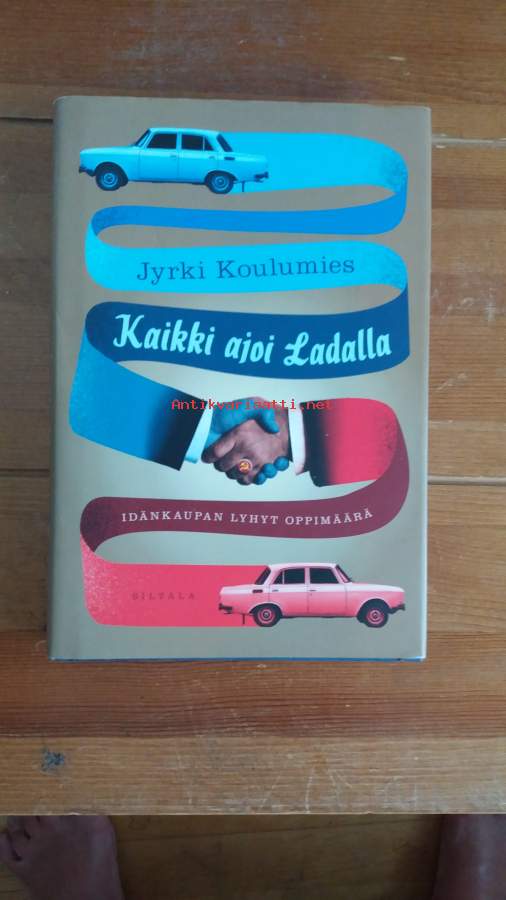 Jyrki Koulumies
Kaikki ajoi Ladalla
Antikvariaatti.net
IDÄNKAUPAN LYHYT OPPIMÄÄRÄ
SILTALA